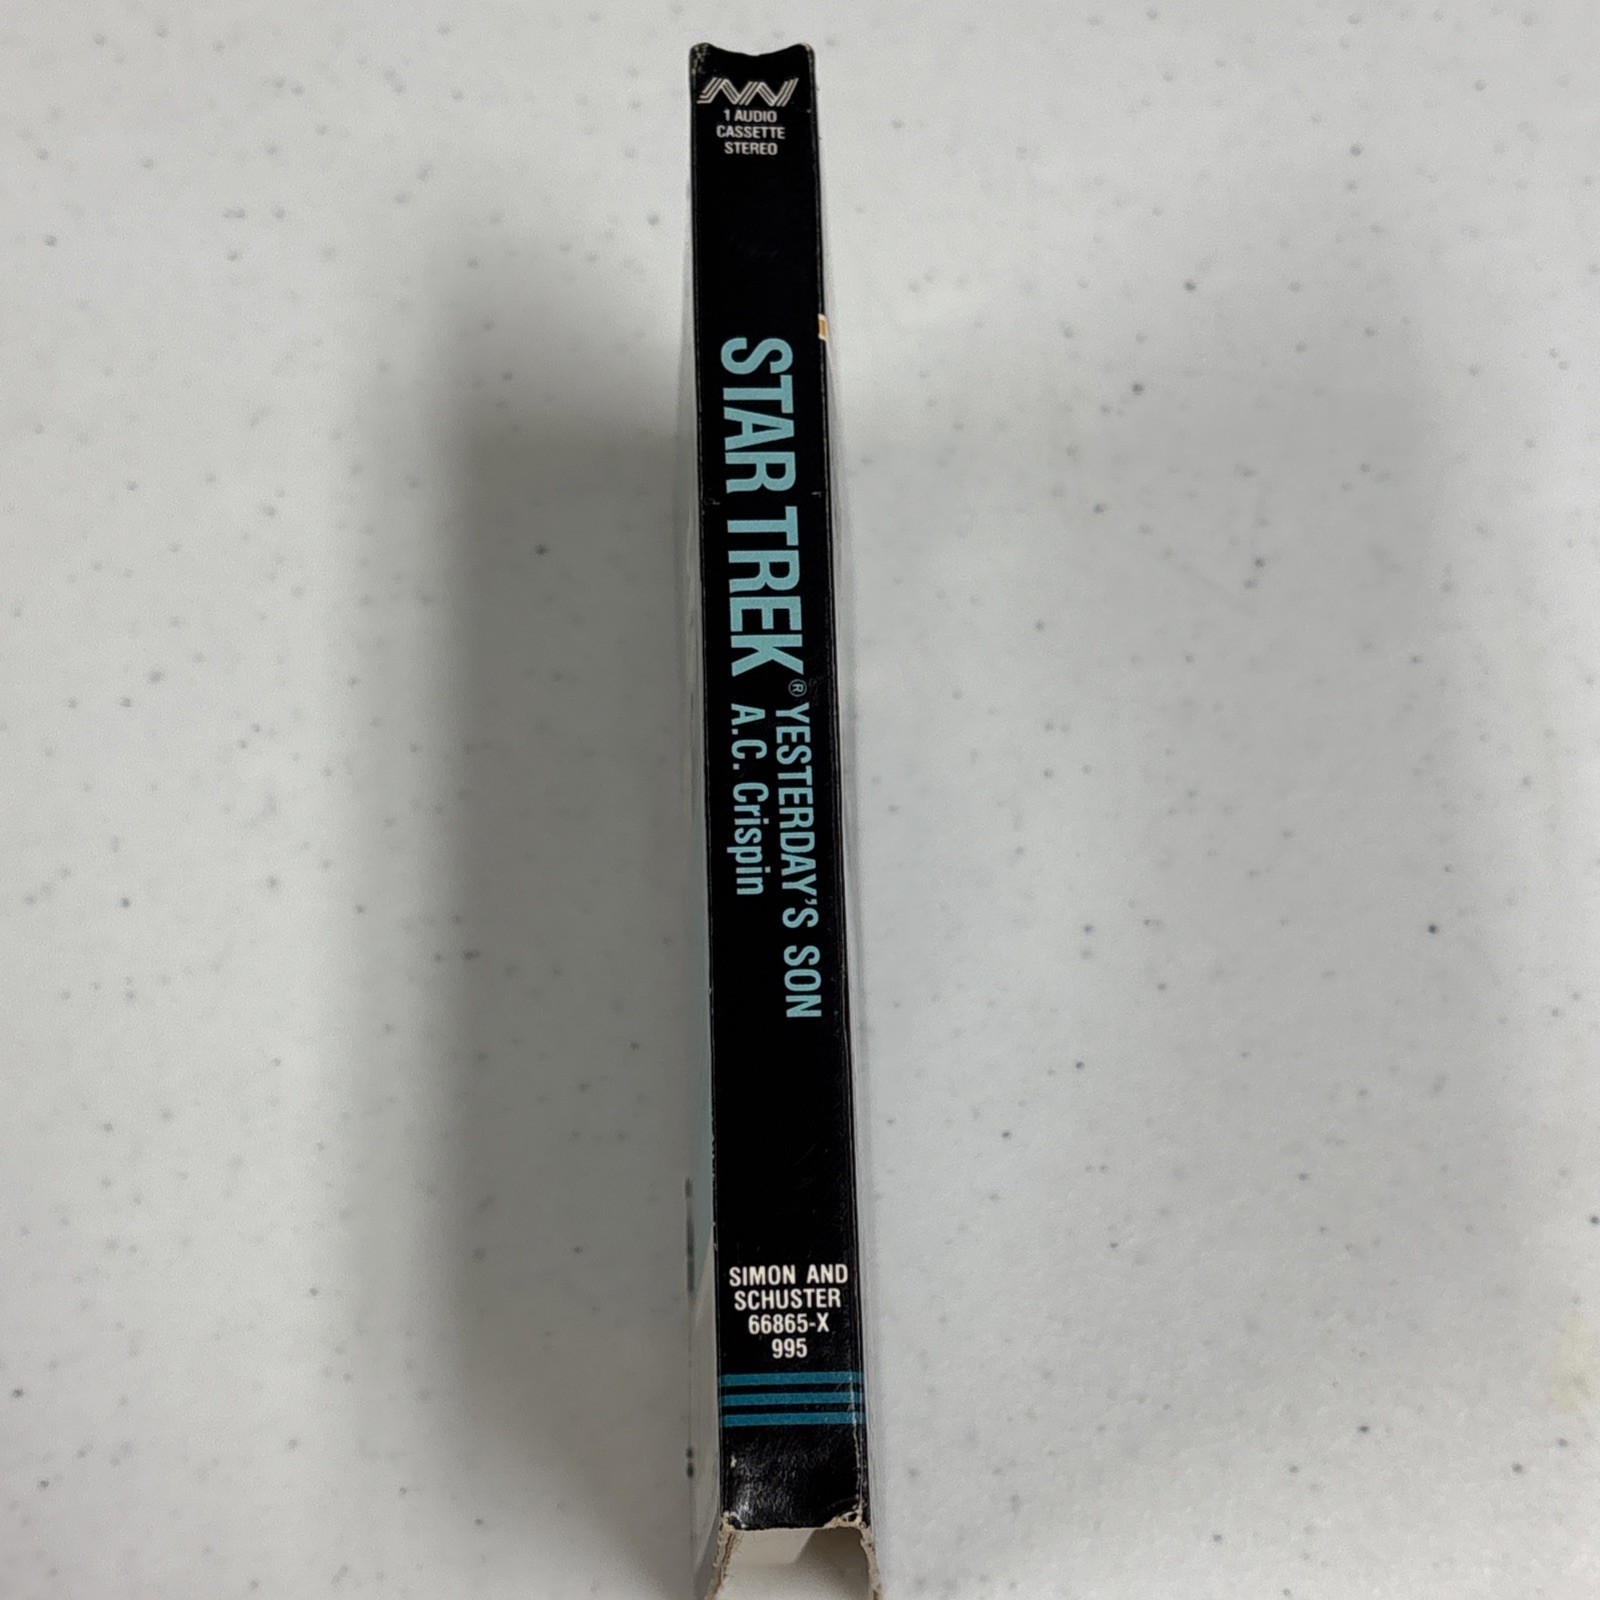 1 AUDIO
CASSETTE
STEREO
STAR TREK®
YESTERDAY'S SON
A.C. Crispin
SIMON AND
SCHUSTER
66865-X
995